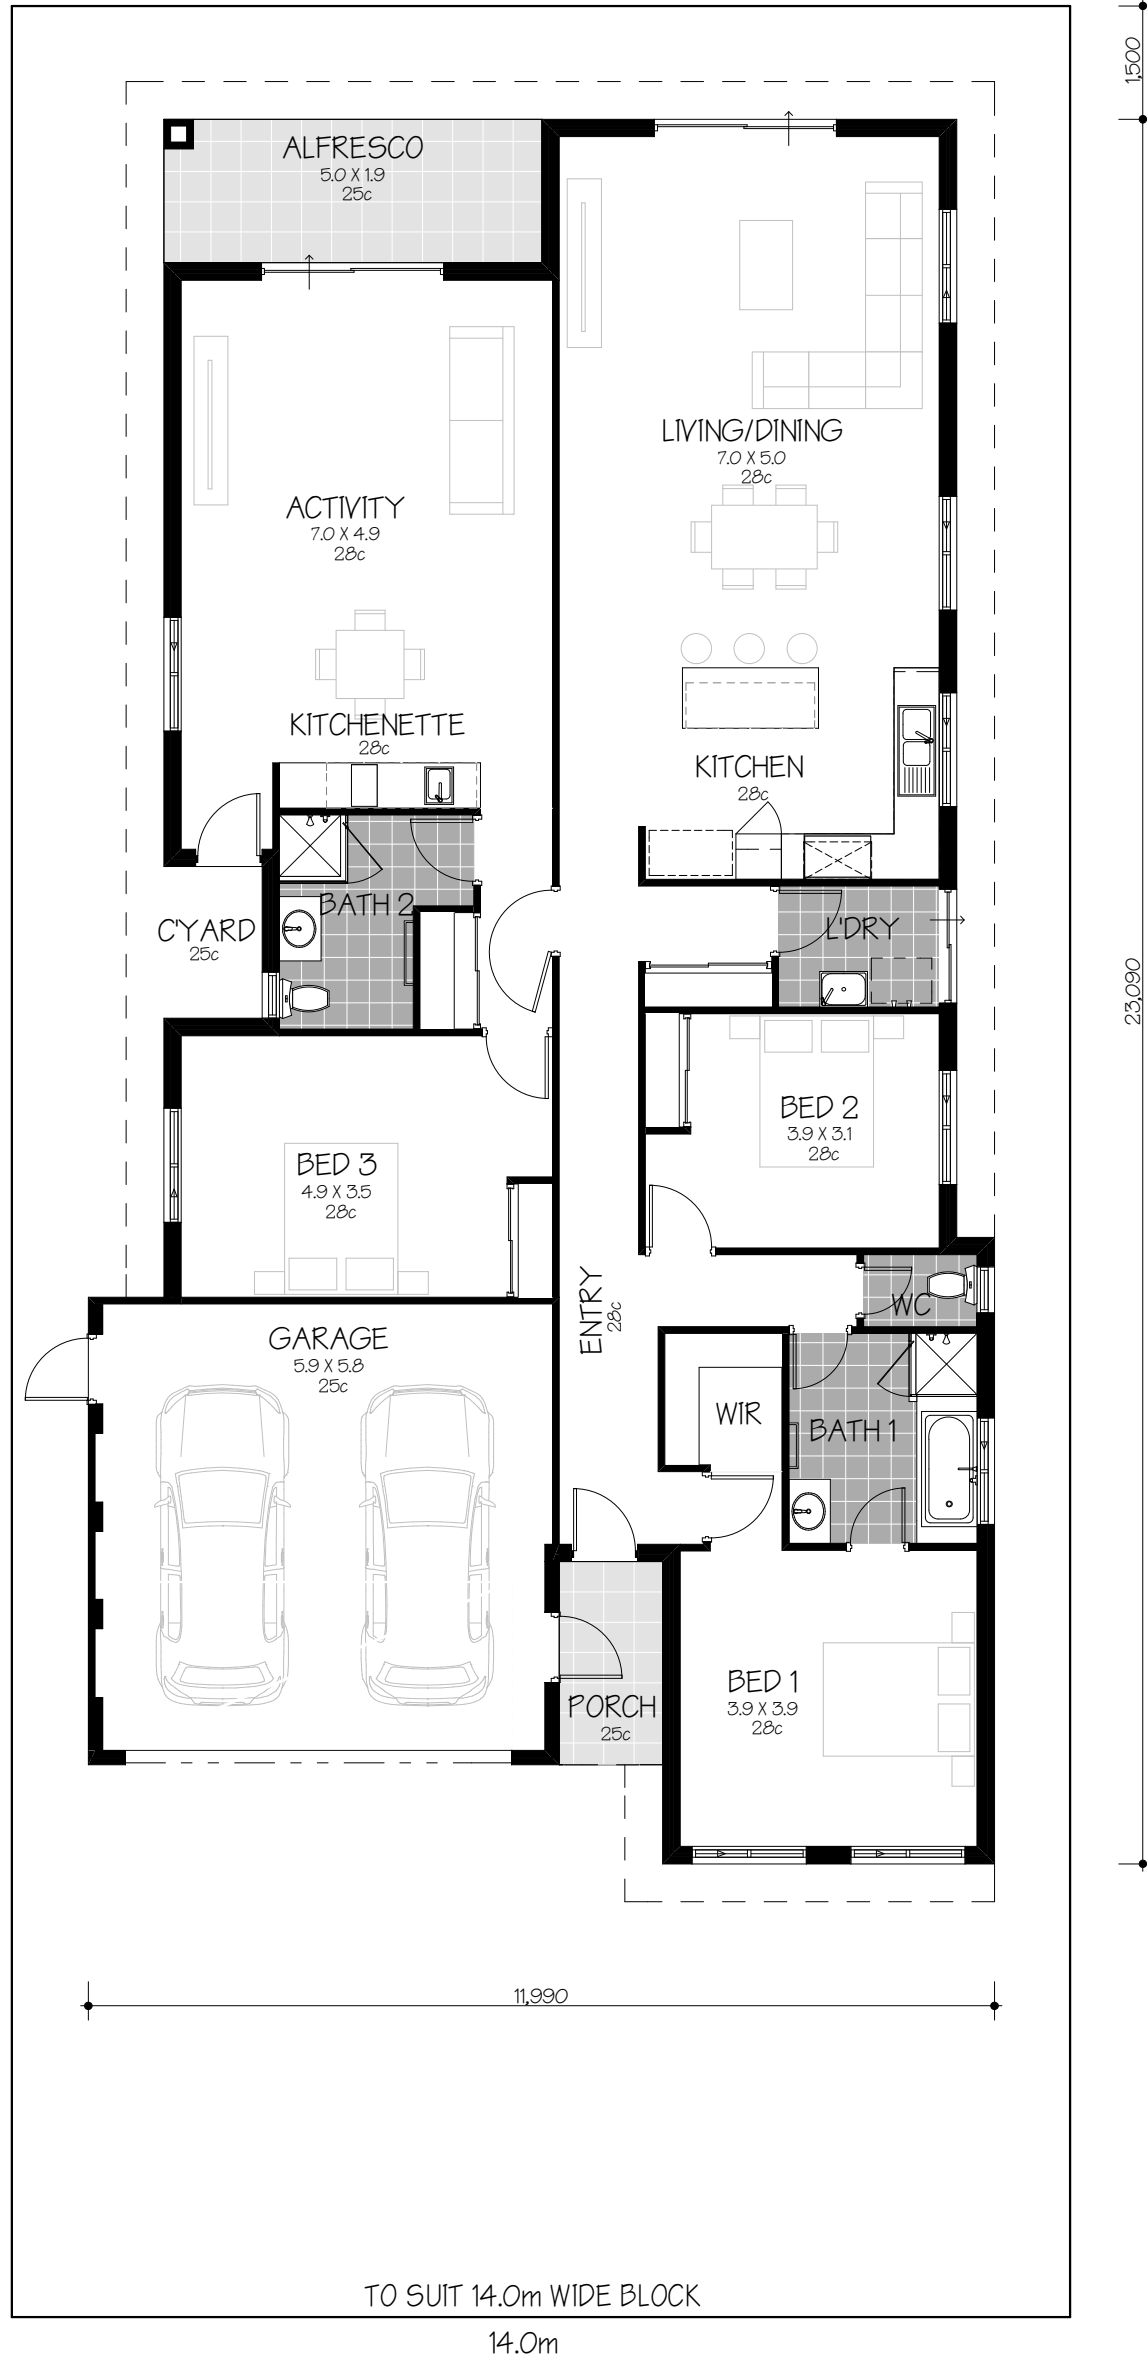 1,500
ALFRESCO
5.0 X 1.9
25c
LIVING/DINING
7.0 X 5.0
28c
ACTIVITY
7.0 X 4.9
28c
KITCHENETTE
28c
KITCHEN
28c
BATH 2
C'YARD
25c
L'DRY
23,090
BED 2
3.9 X 3.1
28c
BED 3
4.9 X 3.5
28c
ENTRY
28c
WC
GARAGE
5.9 X 5.8
25c
WIR
BATH 1
PORCH
25c
BED 1
3.9 X 3.9
28c
11,990
TO SUIT 14.0m WIDE BLOCK
14.0m